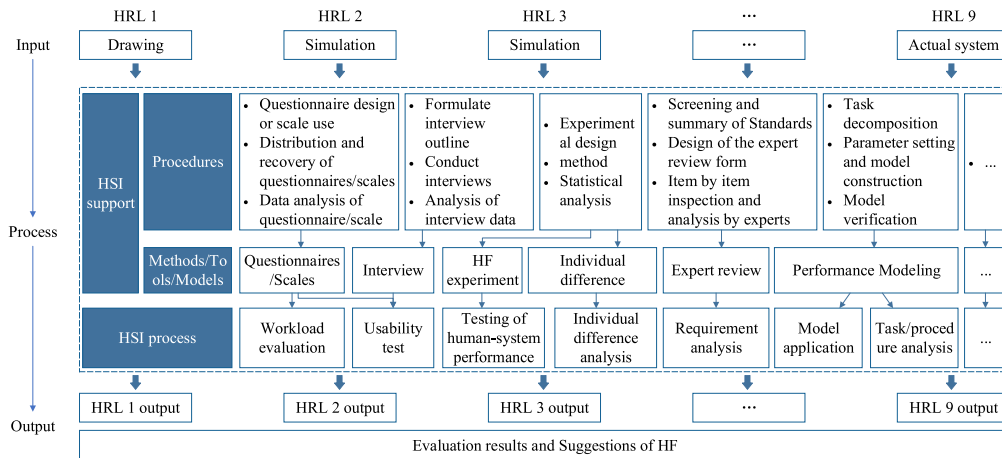 HRL 1
HRL 2
HRL 3
...
HRL 9
Input
Drawing
Simulation
Simulation
...
Actual system
Process
HSI
support
Procedures
• Questionnaire design
or scale use
• Distribution and
recovery of
questionnaires/scales
• Data analysis of
questionnaire/scale
• Formulate
interview
outline
• Conduct
interviews
• Analysis of
interview data
• Experiment
al design
• method
• Statistical
analysis
• Screening and
summary of Standards
• Design of the expert
review form
• Item by item
inspection and
analysis by experts
• Task
decomposition
• Parameter setting
and model
construction
• Model
verification
• ...
Methods/To
ols/Models
Questionnaires
/Scales
Interview
HF
experiment
Individual
difference
Expert review
Performance Modeling
...
HSI process
Workload
evaluation
Usability
test
Testing of
human-system
performance
Individual
difference
analysis
Requirement
analysis
Model
application
Task/proced
ure analysis
...
Output
HRL 1 output
HRL 2 output
HRL 3 output
...
HRL 9 output
Evaluation results and Suggestions of HF